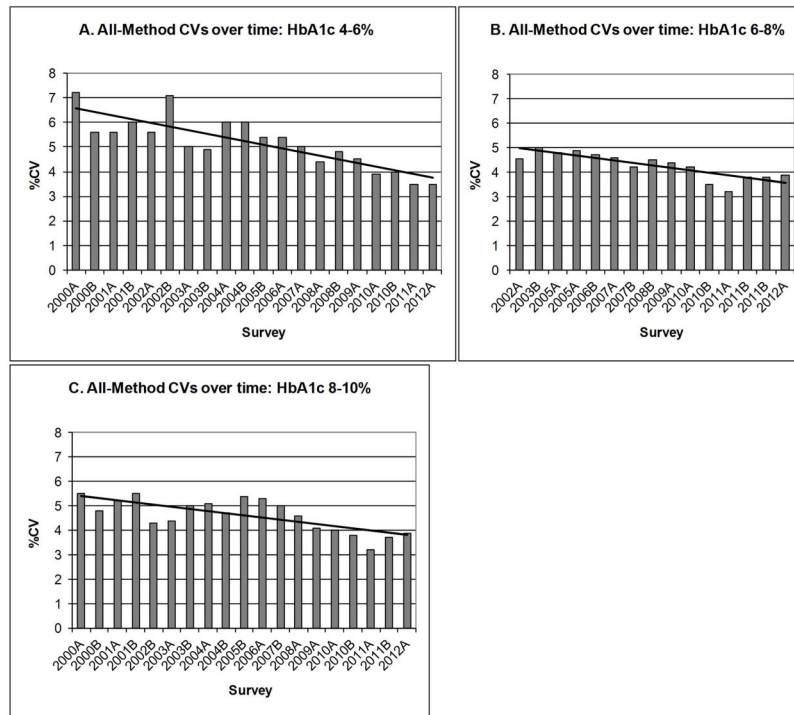 A. All-Method CVs over time: HbA1c 4-6%
8
7
6
5
4
3
2
1
0
%CV
2000A
2000B
2001A
2001B
2002A
2002B
2003A
2003B
2004A
2004B
2005B
2006A
2007A
2008A
2008B
2009A
2010A
2010B
2011A
2012A
Survey
B. All-Method CVs over time: HbA1c 6-8%
8
7
6
5
4
3
2
1
0
%CV
2002A
2003B
2005A
2005A
2006B
2007A
2007B
2008B
2009A
2010A
2010B
2011A
2011B
2011B
2012A
Survey
C. All-Method CVs over time: HbA1c 8-10%
8
7
6
5
4
3
2
1
0
%CV
2000A
2000B
2001A
2001B
2002B
2003A
2003B
2004A
2004B
2005B
2006A
2007B
2008A
2009A
2010A
2010B
2011A
2011B
2012A
Survey